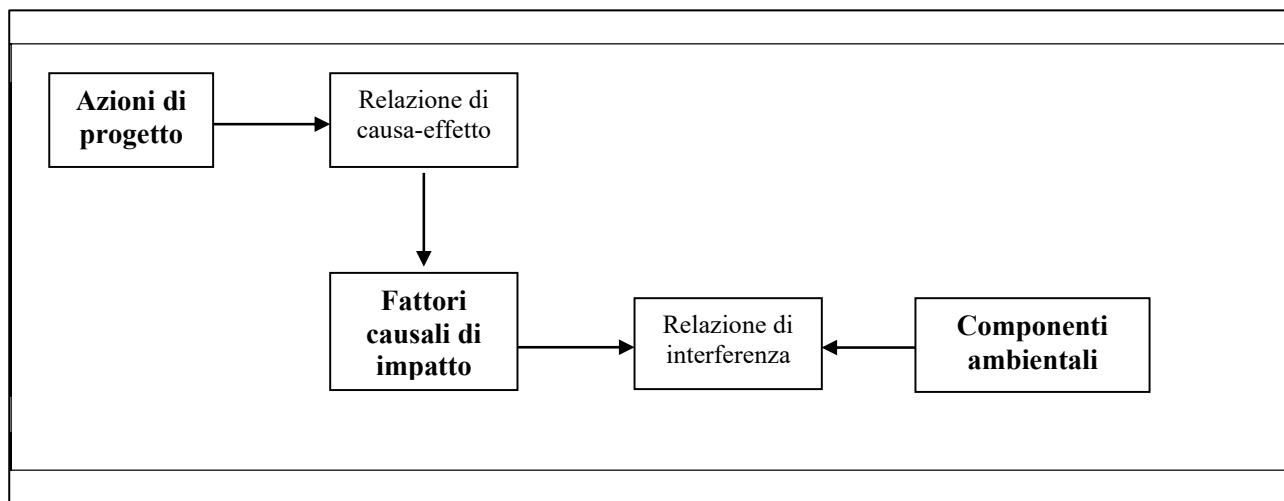 Azioni di
progetto
Relazione di
causa-effetto
Fattori
causali di
impatto
Relazione di
interferenza
Componenti
ambientali